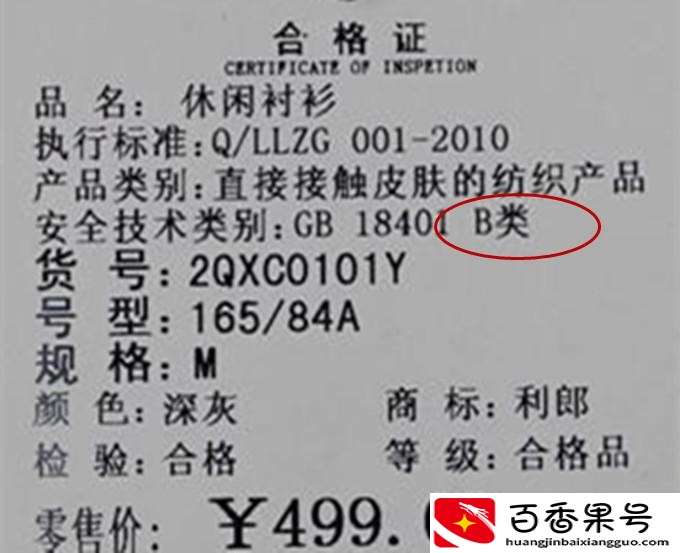 合格证
CERTIFICATE OF INSPETION
品 名: 休闲衬衫
执行标准:Q/LLZG 001-2010
产品类别:直接接触皮肤的纺织产品
安全技术类别:GB 18401 B类
货 号:2QXC0101Y
号 型:165/84A
规 格:M
颜 色:深灰 商 标:利郎
检 验:合格 等 级:合格品
零售价: ¥499.
百香果号
huangjinbaixiangguo.com